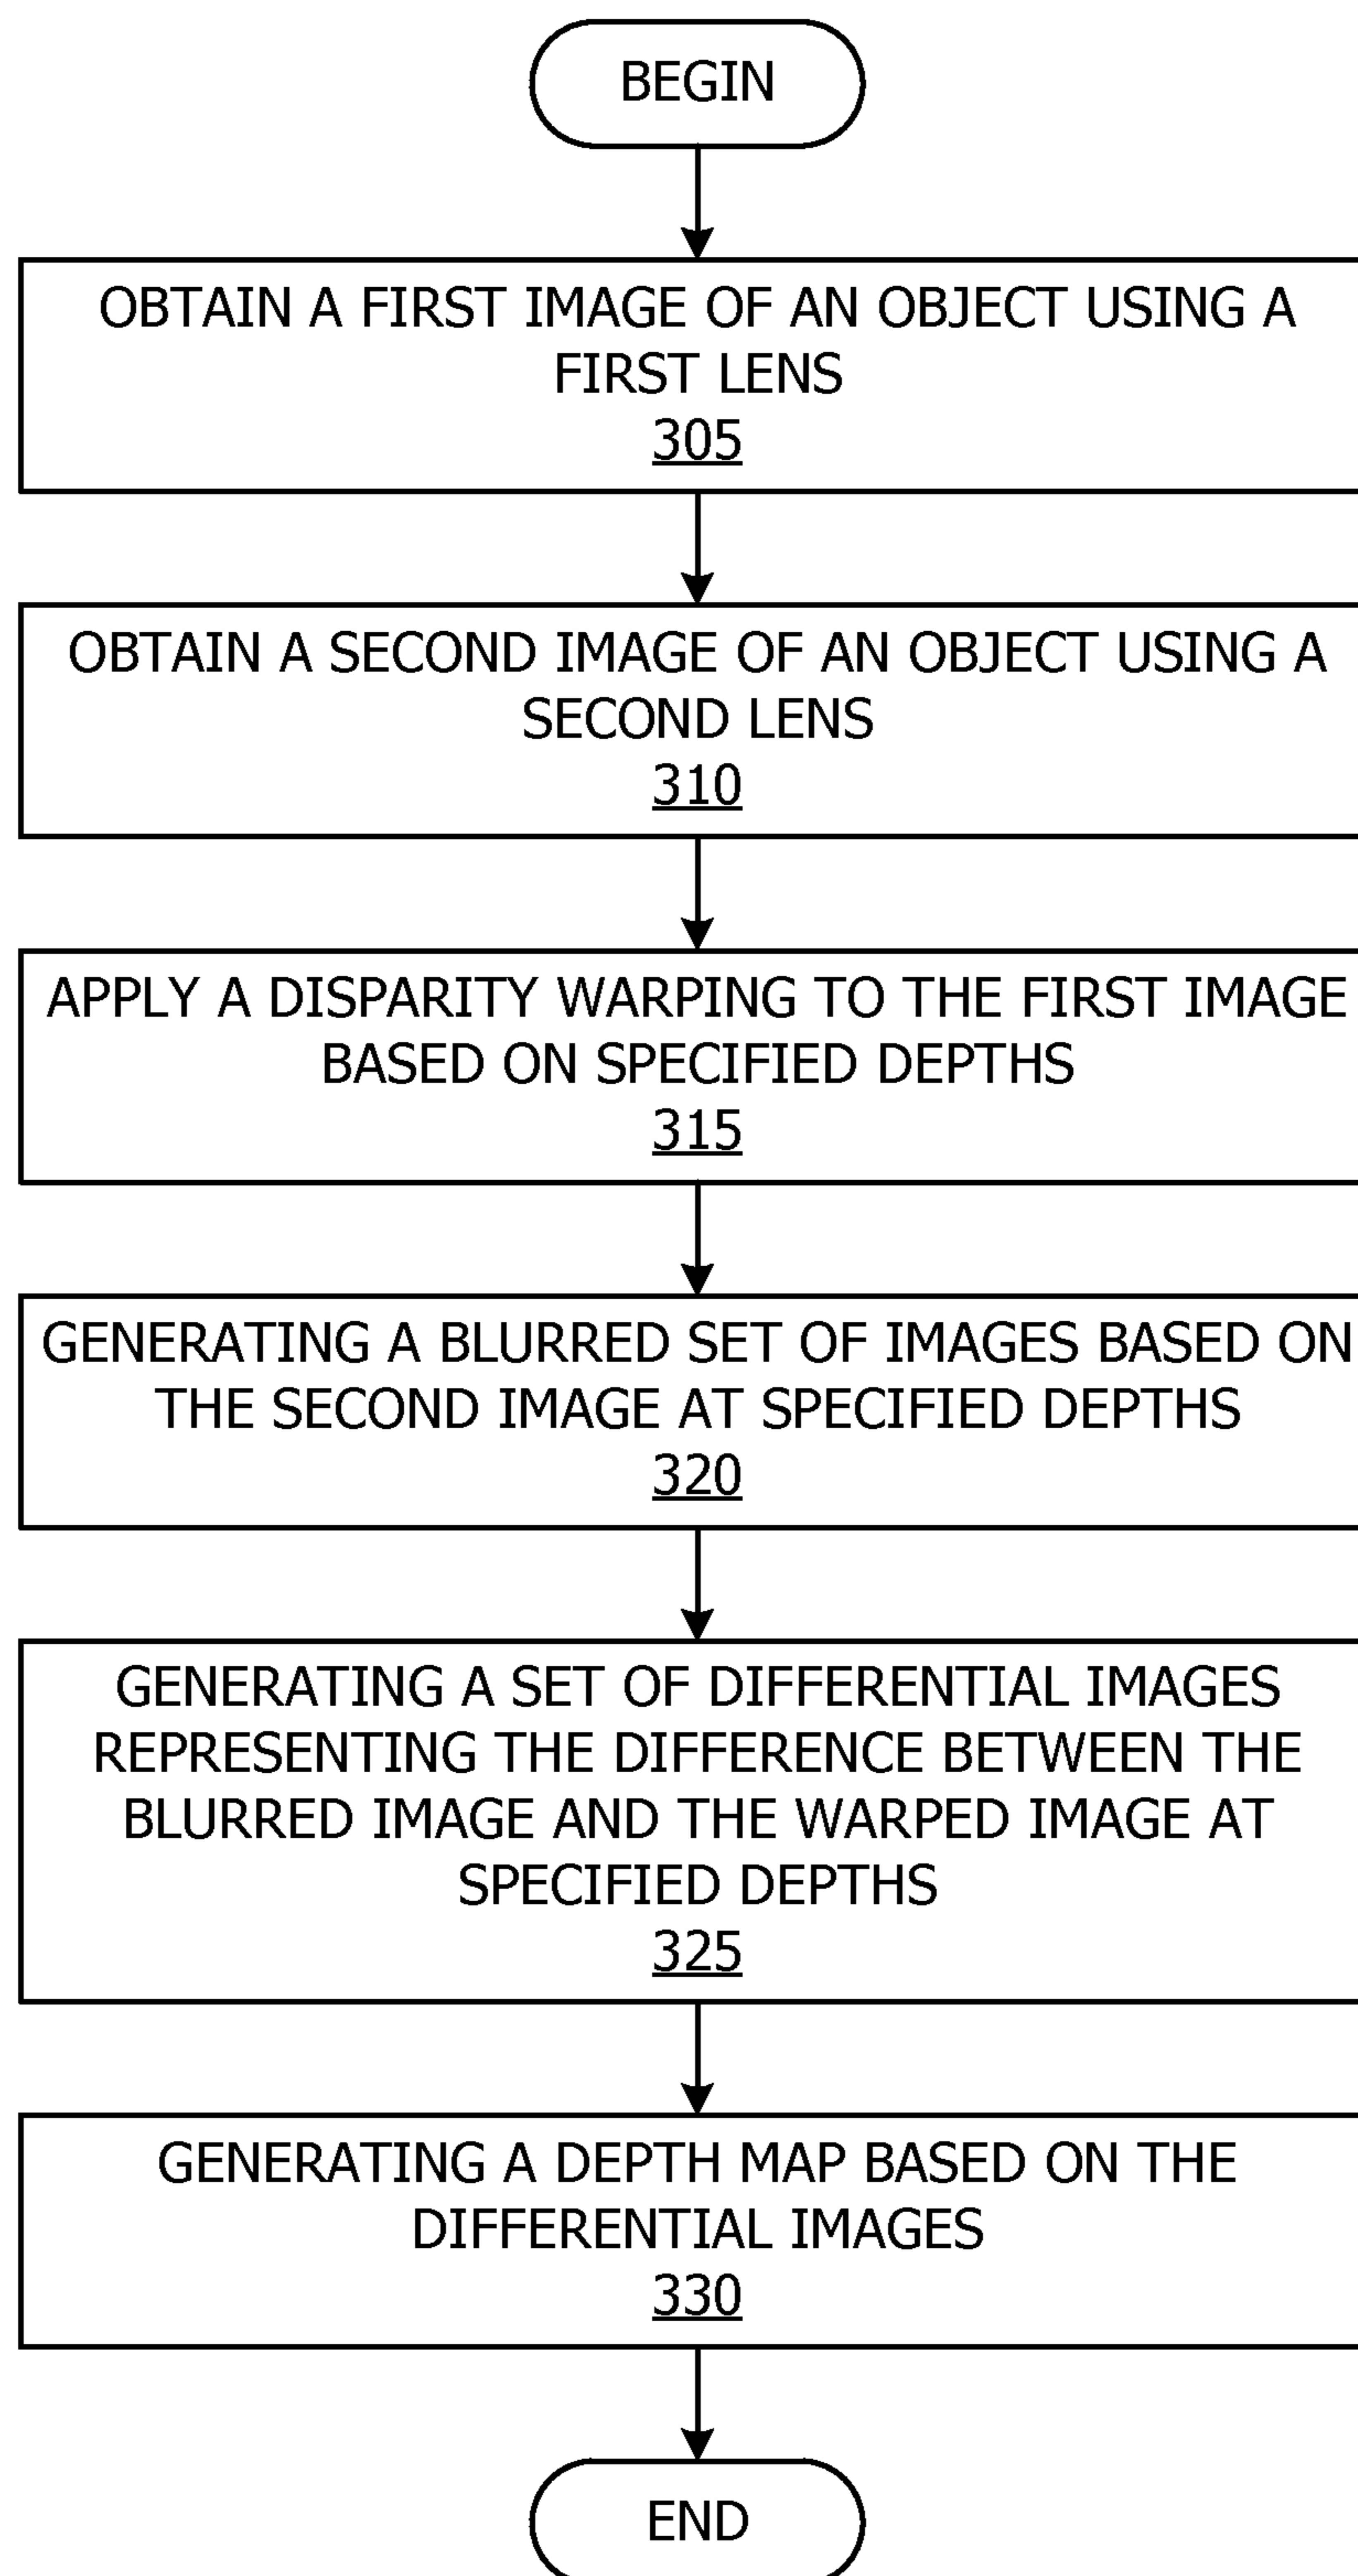 BEGIN
OBTAIN A FIRST IMAGE OF AN OBJECT USING A
FIRST LENS
305
OBTAIN A SECOND IMAGE OF AN OBJECT USING A
SECOND LENS
310
APPLY A DISPARITY WARPING TO THE FIRST IMAGE
BASED ON SPECIFIED DEPTHS
315
GENERATING A BLURRED SET OF IMAGES BASED ON
THE SECOND IMAGE AT SPECIFIED DEPTHS
320
GENERATING A SET OF DIFFERENTIAL IMAGES
REPRESENTING THE DIFFERENCE BETWEEN THE
BLURRED IMAGE AND THE WARPED IMAGE AT
SPECIFIED DEPTHS
325
GENERATING A DEPTH MAP BASED ON THE
DIFFERENTIAL IMAGES
330
END